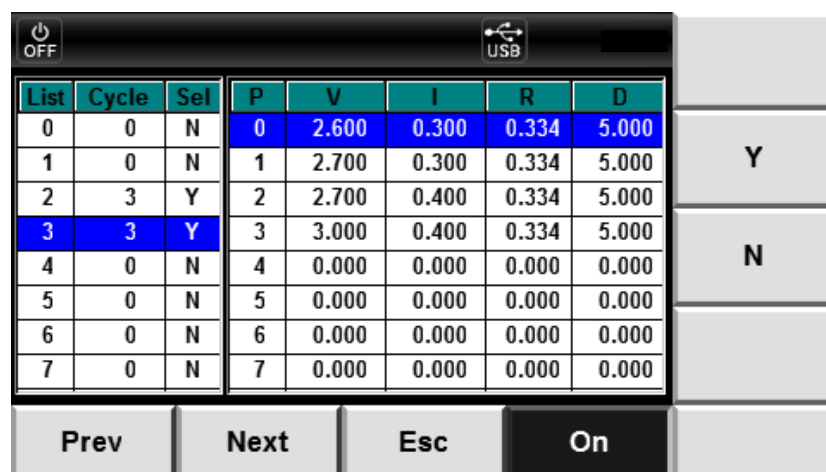 OFF USB
List Cycle Sel P V I R D
0 0 N 0 2.600 0.300 0.334 5.000
1 0 N 1 2.700 0.300 0.334 5.000
2 3 Y 2 2.700 0.400 0.334 5.000
3 3 Y 3 3.000 0.400 0.334 5.000
4 0 N 4 0.000 0.000 0.000 0.000
5 0 N 5 0.000 0.000 0.000 0.000
6 0 N 6 0.000 0.000 0.000 0.000
7 0 N 7 0.000 0.000 0.000 0.000
Y
N
Prev Next Esc On